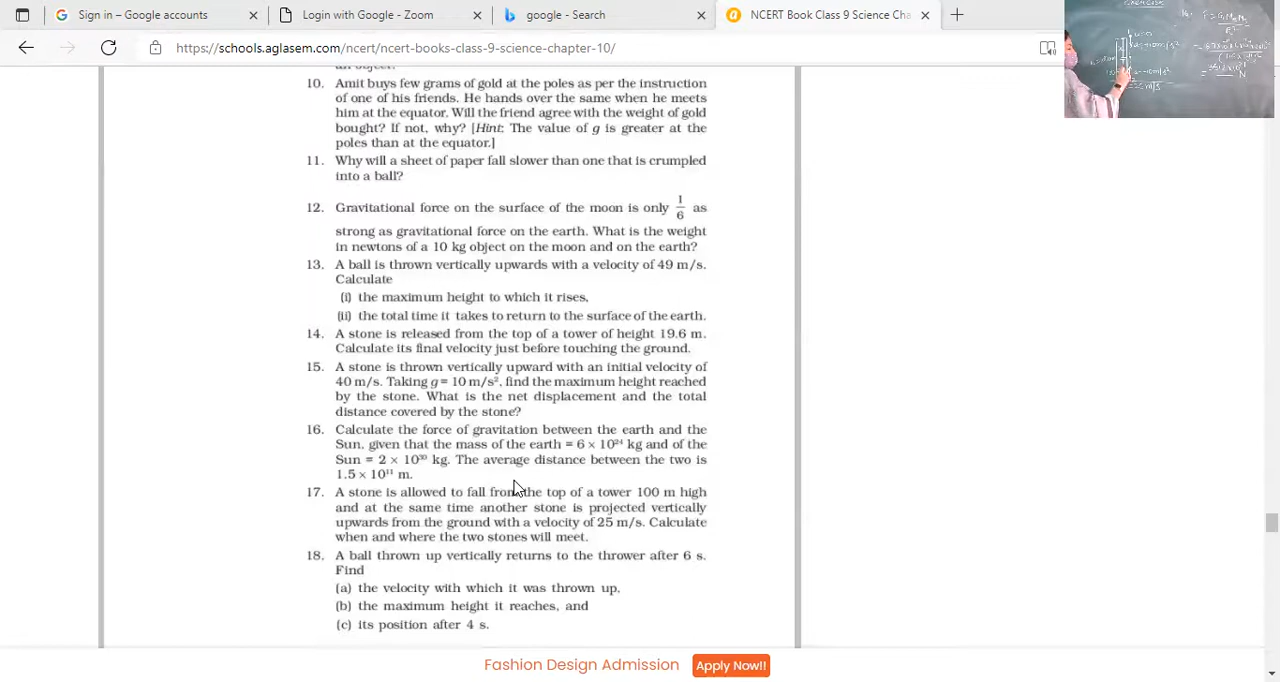 Sign in – Google accounts
Login with Google - Zoom
google - Search
NCERT Book Class 9 Science Cha
https://schools.aglasem.com/ncert/ncert-books-class-9-science-chapter-10/
an object.
10. Amit buys few grams of gold at the poles as per the instruction
of one of his friends. He hands over the same when he meets
him at the equator. Will the friend agree with the weight of gold
bought? If not, why? [Hint: The value of g is greater at the
poles than at the equator.]
11. Why will a sheet of paper fall slower than one that is crumpled
into a ball?
12. Gravitational force on the surface of the moon is only 1/6 as
strong as gravitational force on the earth. What is the weight
in newtons of a 10 kg object on the moon and on the earth?
13. A ball is thrown vertically upwards with a velocity of 49 m/s.
Calculate
(i) the maximum height to which it rises,
(ii) the total time it takes to return to the surface of the earth.
14. A stone is released from the top of a tower of height 19.6 m.
Calculate its final velocity just before touching the ground.
15. A stone is thrown vertically upward with an initial velocity of
40 m/s. Taking g = 10 m/s², find the maximum height reached
by the stone. What is the net displacement and the total
distance covered by the stone?
16. Calculate the force of gravitation between the earth and the
Sun, given that the mass of the earth = 6 × 10²⁴ kg and of the
Sun = 2 × 10³⁰ kg. The average distance between the two is
1.5 × 10¹¹ m.
17. A stone is allowed to fall from the top of a tower 100 m high
and at the same time another stone is projected vertically
upwards from the ground with a velocity of 25 m/s. Calculate
when and where the two stones will meet.
18. A ball thrown up vertically returns to the thrower after 6 s.
Find
(a) the velocity with which it was thrown up,
(b) the maximum height it reaches, and
(c) its position after 4 s.
Fashion Design Admission Apply Now!!